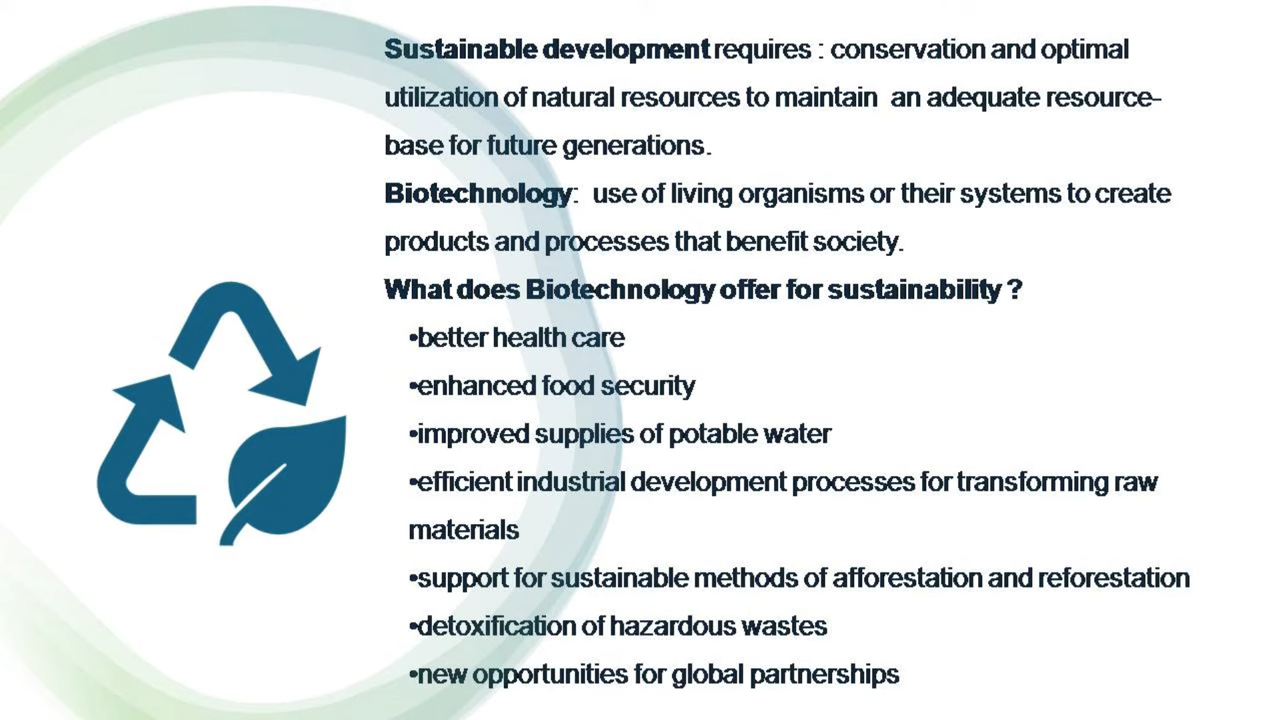 Sustainable development requires : conservation and optimal
utilization of natural resources to maintain an adequate resource-
base for future generations.
Biotechnology: use of living organisms or their systems to create
products and processes that benefit society.
What does Biotechnology offer for sustainability ?
•better health care
•enhanced food security
•improved supplies of potable water
•efficient industrial development processes for transforming raw
materials
•support for sustainable methods of afforestation and reforestation
•detoxification of hazardous wastes
•new opportunities for global partnerships